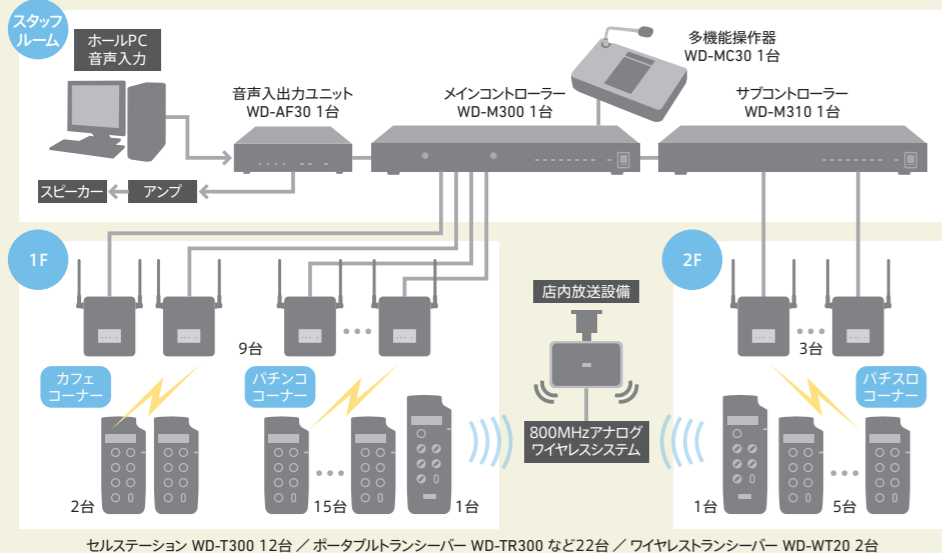 スタッフ
ルーム
ホールPC
音声入力
多機能操作器
WD-MC30 1台
音声入出力ユニット
WD-AF30 1台
メインコントローラー
WD-M300 1台
サブコントローラー
WD-M310 1台
スピーカー
アンプ
1F
2F
店内放送設備
9台
3台
カフェ
コーナー
パチンコ
コーナー
パチスロ
コーナー
800MHzアナログ
ワイヤレスシステム
2台
15台
1台
1台
5台
セルステーション WD-T300 12台 ／ ポータブルトランシーバー WD-TR300 など22台 ／ ワイヤレストランシーバー WD-WT20 2台